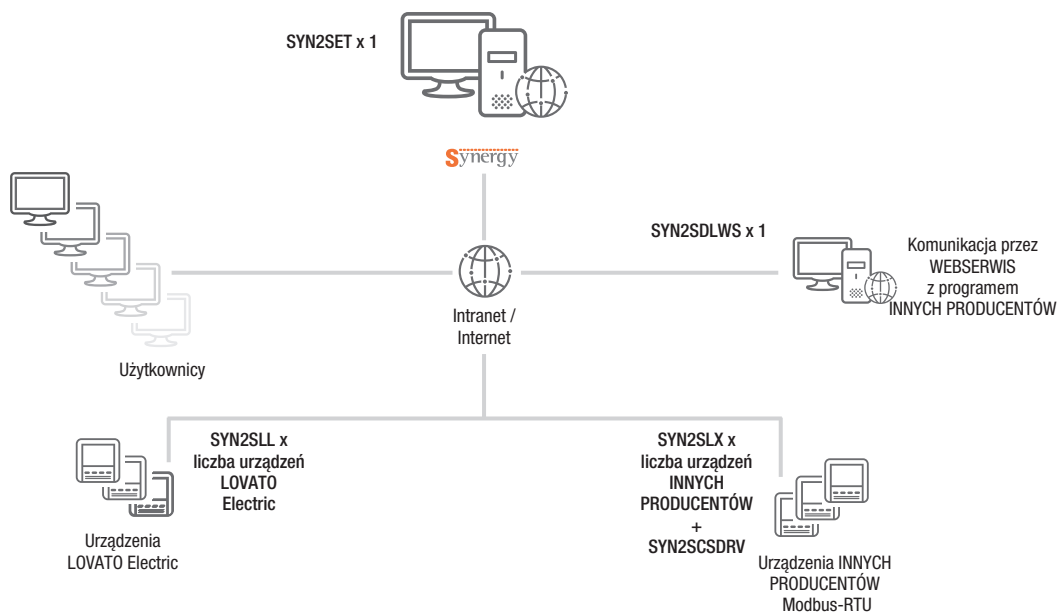 SYN2SET x 1
Synergy
SYN2SDLWS x 1
Komunikacja przez
WEBSERWIS
z programem
INNYCH PRODUCENTÓW
Intranet /
Internet
Użytkownicy
SYN2SLL x
liczba urządzeń
LOVATO
Electric
SYN2SLX x
liczba urządzeń
INNYCH
PRODUCENTÓW
+
SYN2SCSDRV
Urządzenia
LOVATO Electric
Urządzenia INNYCH
PRODUCENTÓW
Modbus-RTU